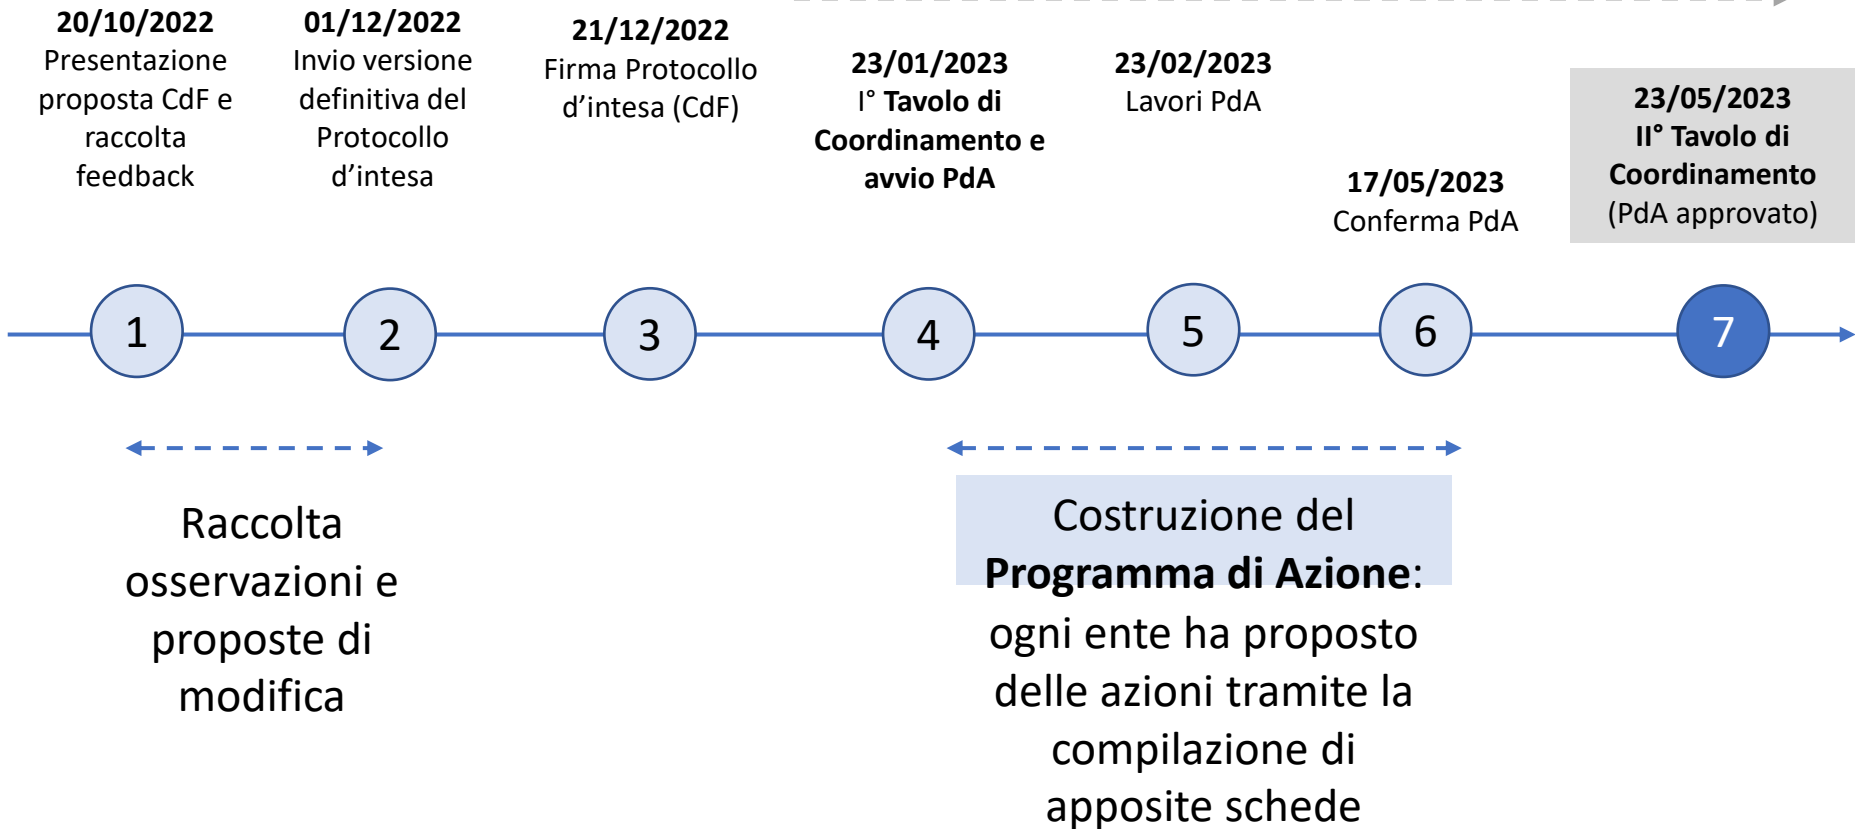 20/10/2022
Presentazione
proposta CdF e
raccolta
feedback
01/12/2022
Invio versione
definitiva del
Protocollo
d’intesa
21/12/2022
Firma Protocollo
d’intesa (CdF)
23/01/2023
I° Tavolo di
Coordinamento e
avvio PdA
23/02/2023
Lavori PdA
17/05/2023
Conferma PdA
23/05/2023
II° Tavolo di
Coordinamento
(PdA approvato)
1
2
3
4
5
6
7
Raccolta
osservazioni e
proposte di
modifica
Costruzione del
Programma di Azione:
ogni ente ha proposto
delle azioni tramite la
compilazione di
apposite schede